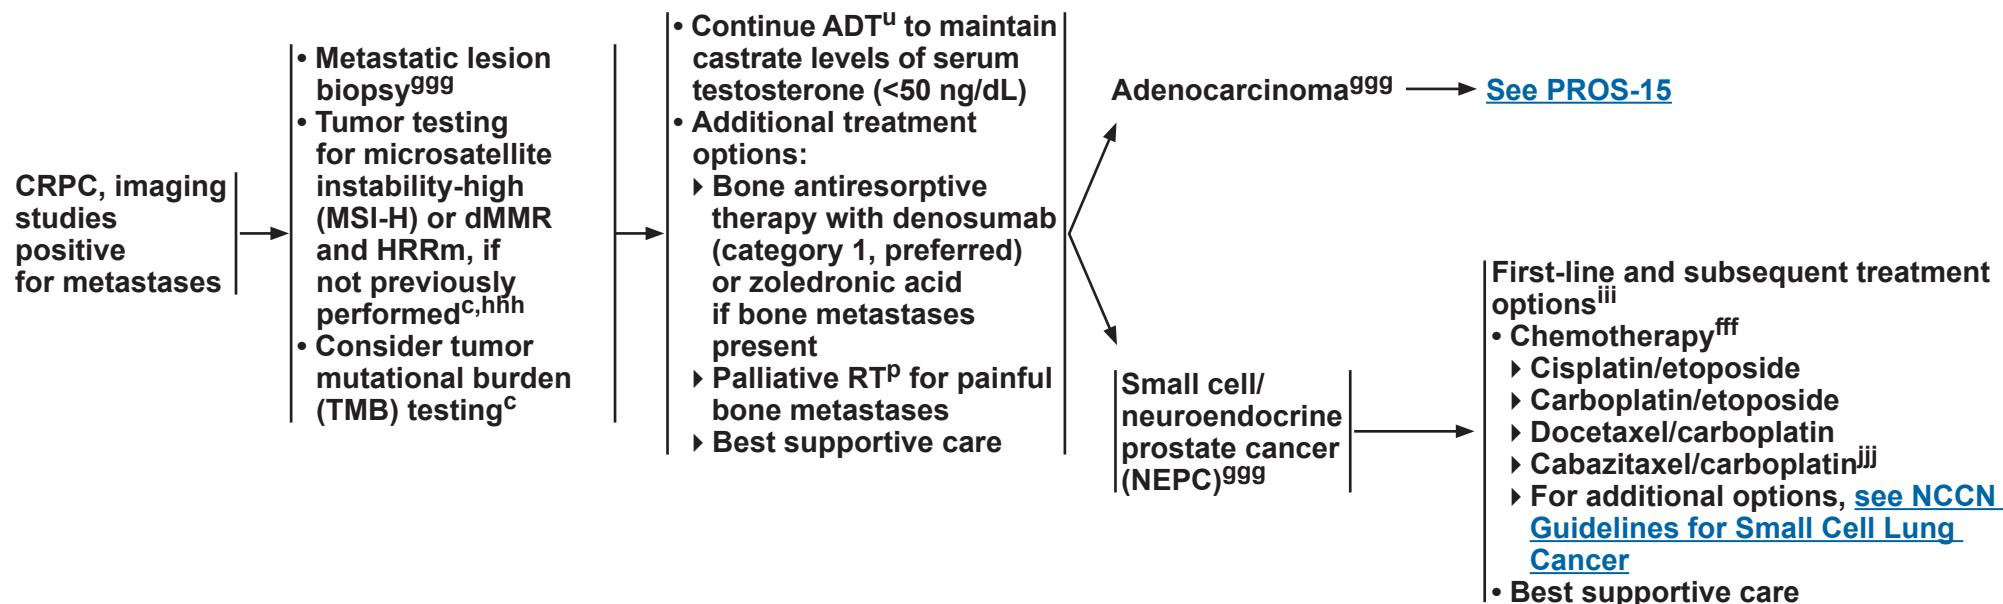 CRPC, imaging
studies
positive
for metastases
• Metastatic lesion
biopsyggg
• Tumor testing
for microsatellite
instability-high
(MSI-H) or dMMR
and HRRm, if
not previously
performedc,hhh
• Consider tumor
mutational burden
(TMB) testingc
• Continue ADTu to maintain
castrate levels of serum
testosterone (<50 ng/dL)
• Additional treatment
options:
▸ Bone antiresorptive
therapy with denosumab
(category 1, preferred)
or zoledronic acid
if bone metastases
present
▸ Palliative RTp for painful
bone metastases
▸ Best supportive care
Adenocarcinomaggg
See PROS-15
Small cell/
neuroendocrine
prostate cancer
(NEPC)ggg
First-line and subsequent treatment
optionsiii
• Chemotherapyfff
▸ Cisplatin/etoposide
▸ Carboplatin/etoposide
▸ Docetaxel/carboplatin
▸ Cabazitaxel/carboplatinjjj
▸ For additional options, see NCCN
Guidelines for Small Cell Lung
Cancer
• Best supportive care